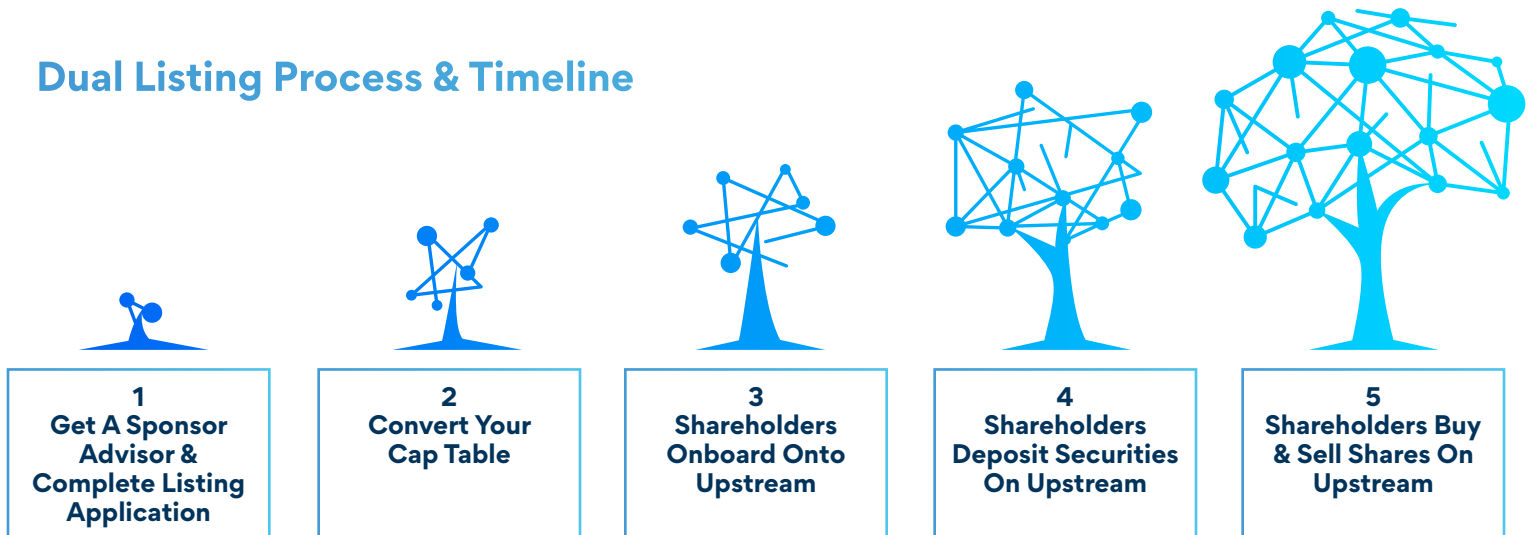 Dual Listing Process & Timeline
1
Get A Sponsor
Advisor &
Complete Listing
Application
2
Convert Your
Cap Table
3
Shareholders
Onboard Onto
Upstream
4
Shareholders
Deposit Securities
On Upstream
5
Shareholders Buy
& Sell Shares On
Upstream